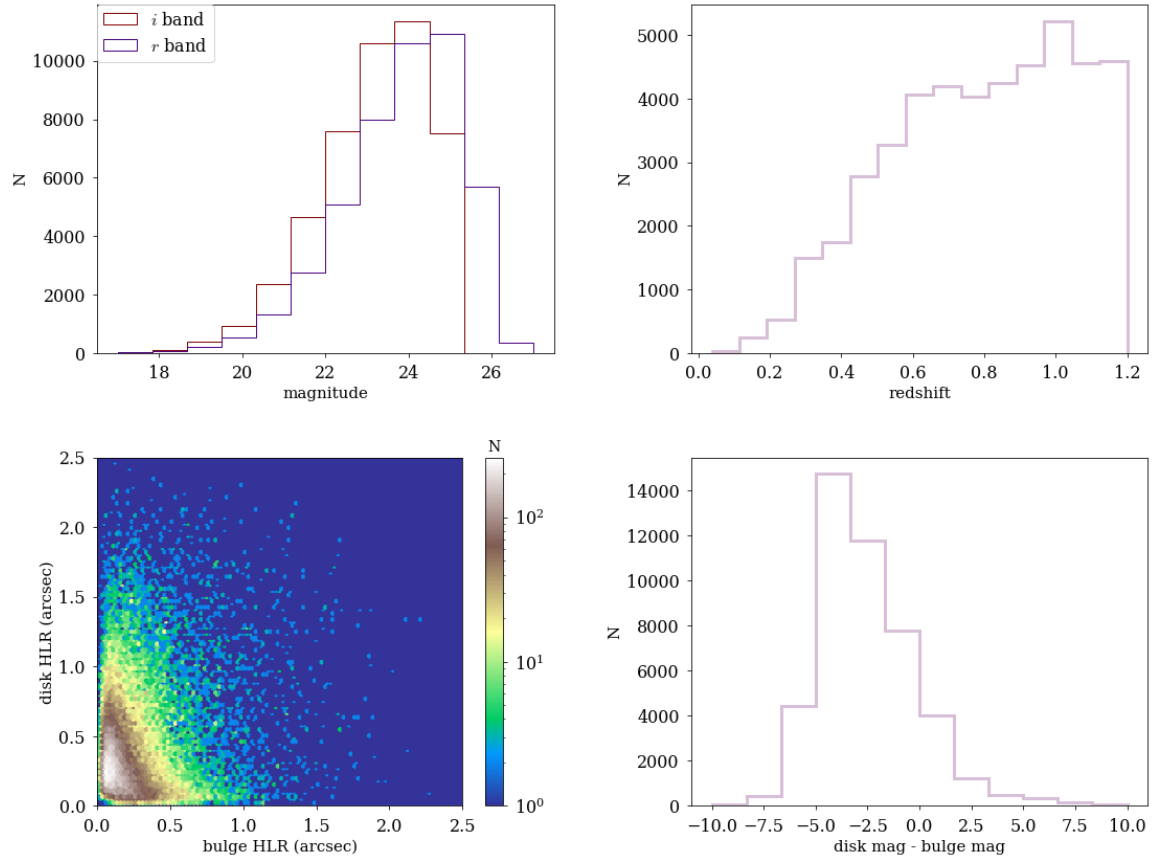 i band
r band
10000
8000
6000
4000
2000
0
N
18 20 22 24 26
magnitude
5000
4000
3000
2000
1000
0
N
0.0 0.2 0.4 0.6 0.8 1.0 1.2
redshift
2.5
2.0
1.5
1.0
0.5
0.0
disk HLR (arcsec)
0.0 0.5 1.0 1.5 2.0 2.5
bulge HLR (arcsec)
N
10²
10¹
10⁰
14000
12000
10000
8000
6000
4000
2000
0
N
−10.0 −7.5 −5.0 −2.5 0.0 2.5 5.0 7.5 10.0
disk mag - bulge mag